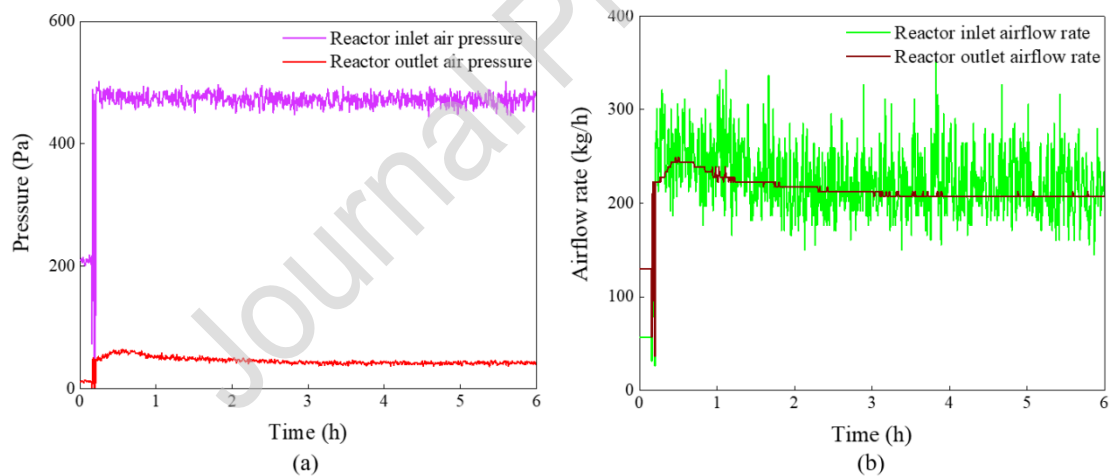 600
400
200
0
0
1
2
3
4
5
6
Pressure (Pa)
Time (h)
Reactor inlet air pressure
Reactor outlet air pressure
(a)
400
300
200
100
0
0
1
2
3
4
5
6
Airflow rate (kg/h)
Time (h)
Reactor inlet airflow rate
Reactor outlet airflow rate
(b)
Journal P